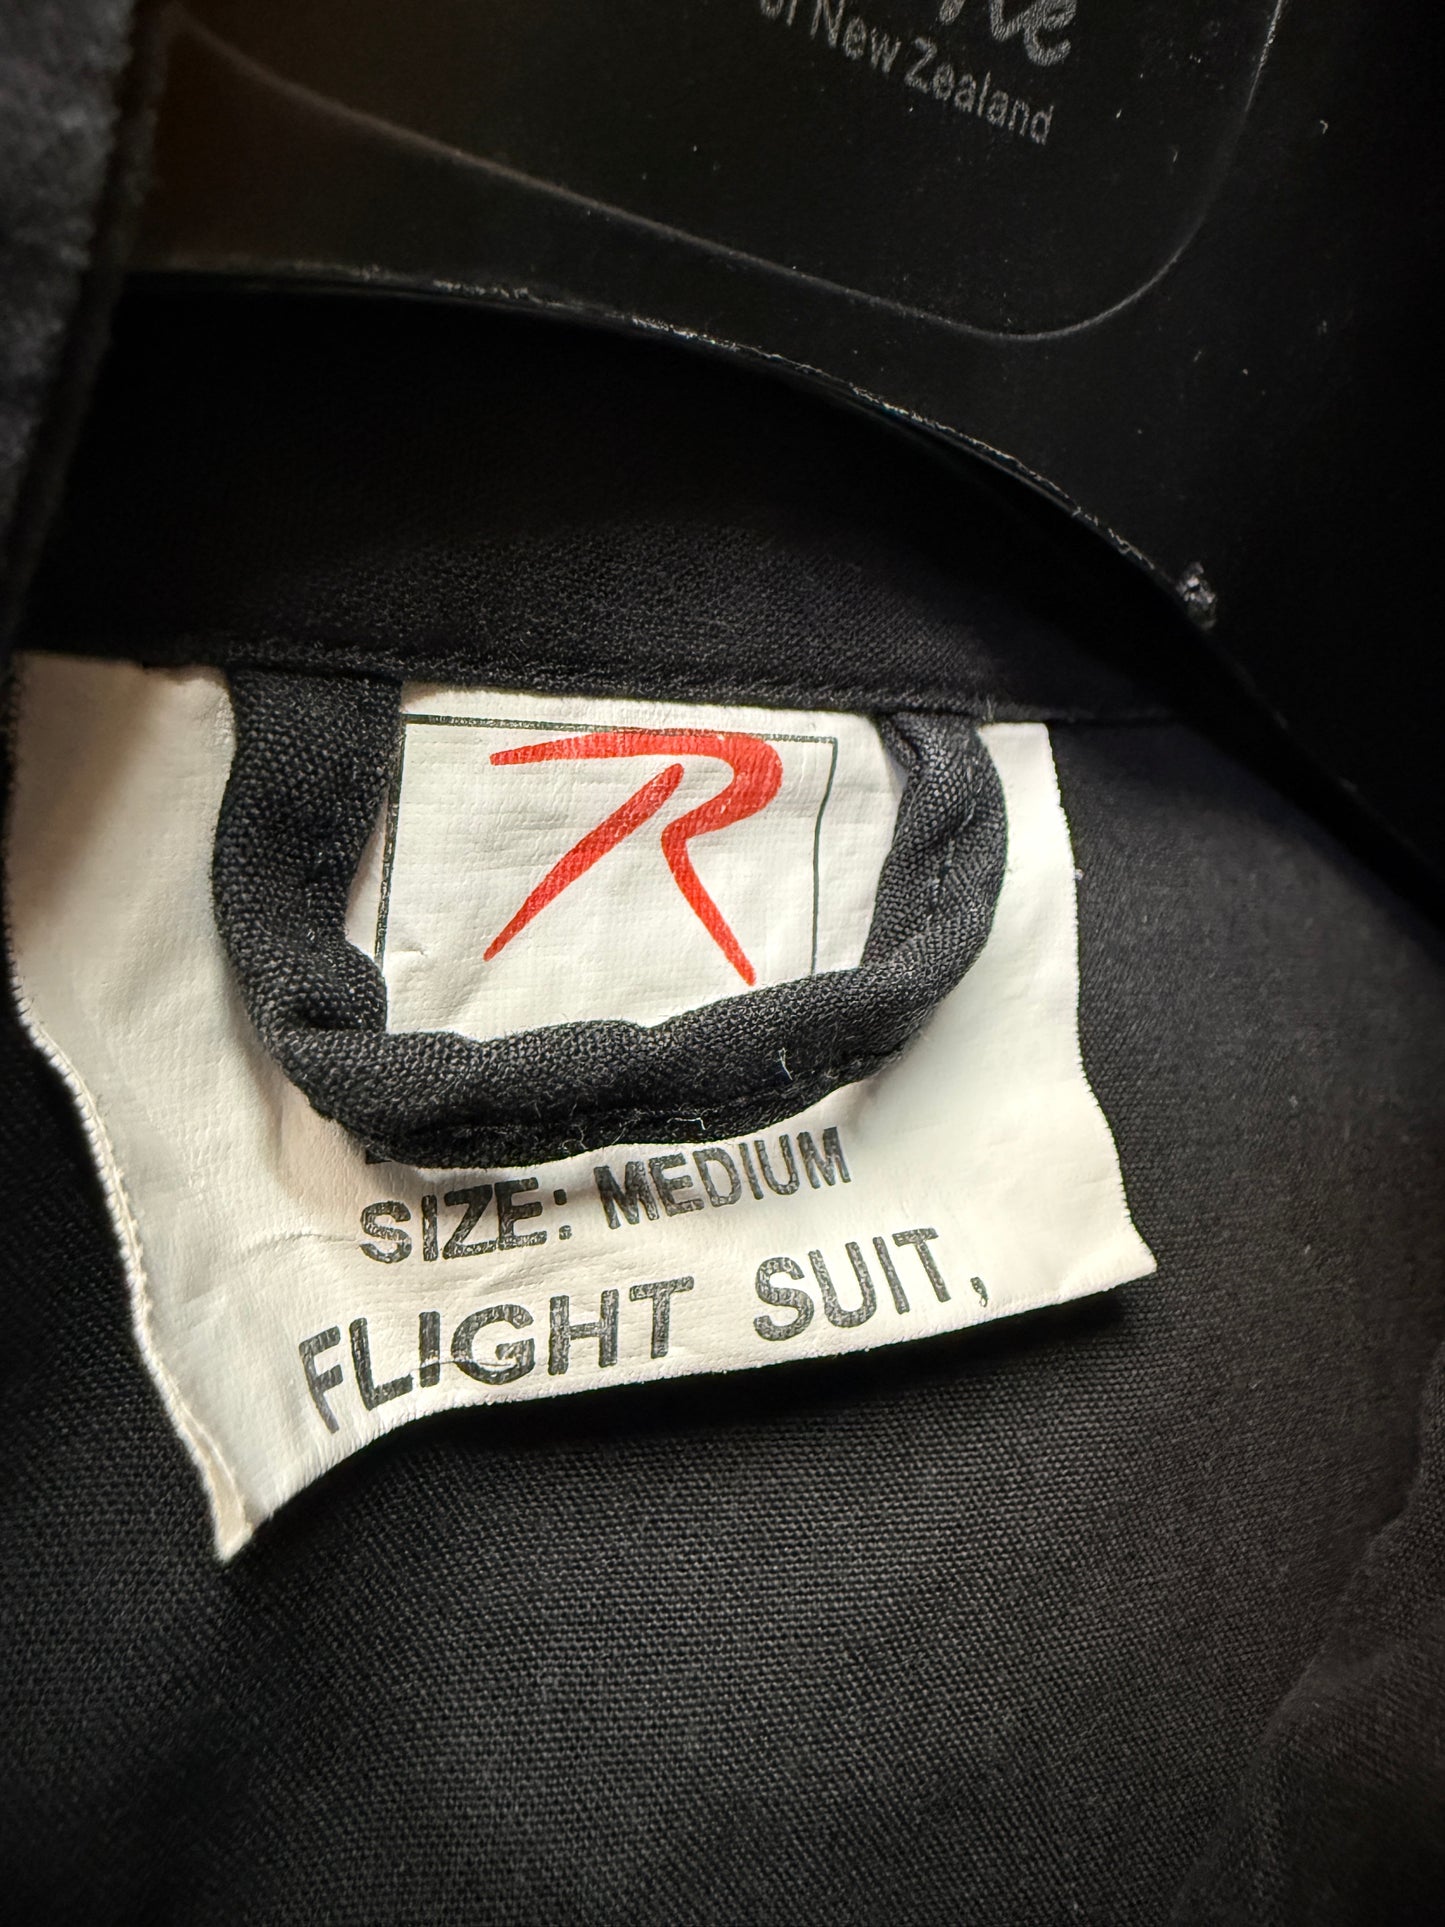 of New Zealand
R
SIZE: MEDIUM
FLIGHT SUIT,